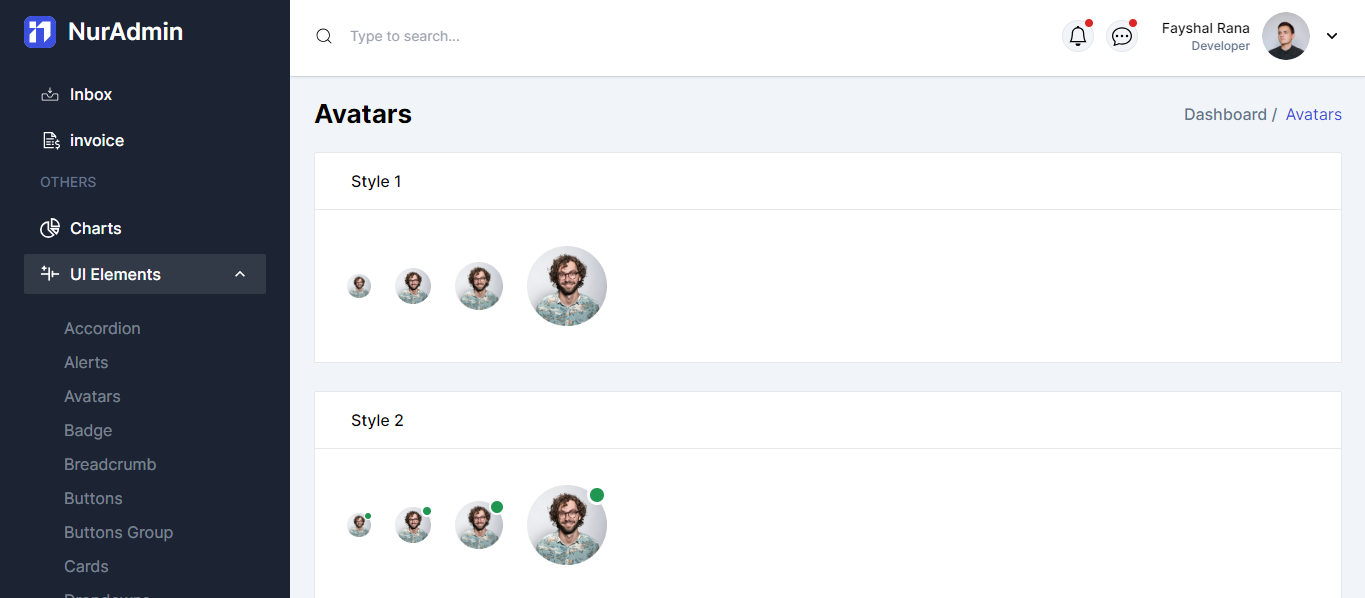 NurAdmin
Inbox
invoice
OTHERS
Charts
UI Elements
Accordion
Alerts
Avatars
Badge
Breadcrumb
Buttons
Buttons Group
Cards
Dropdowns
Type to search...
Fayshal Rana
Developer
Avatars
Dashboard / Avatars
Style 1
Style 2